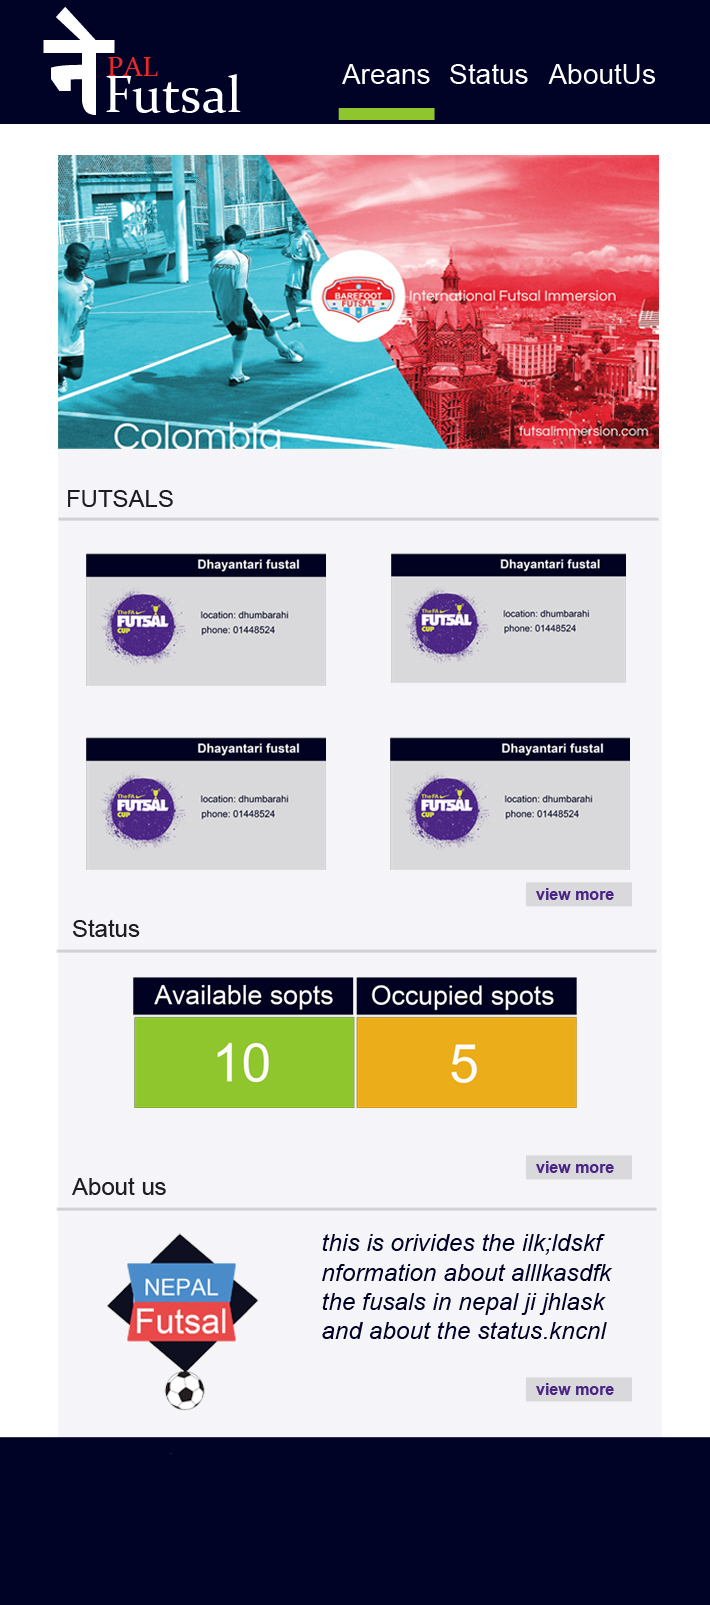 ने
PAL
Futsal
Areans Status AboutUs
BAREFOOT
FUTSAL
International Futsal Immersion
Colombia
futsalimmersion.com
FUTSALS
Dhayantari fustal
The FA
FUTSAL
CUP
location: dhumbarahi
phone: 01448524
Dhayantari fustal
The FA
FUTSAL
CUP
location: dhumbarahi
phone: 01448524
Dhayantari fustal
The FA
FUTSAL
CUP
location: dhumbarahi
phone: 01448524
Dhayantari fustal
The FA
FUTSAL
CUP
location: dhumbarahi
phone: 01448524
view more
Status
Available sopts Occupied spots
10 5
view more
About us
NEPAL
Futsal
this is orivides the ilk;ldskf
nformation about alllkasdfk
the fusals in nepal ji jhlask
and about the status.kncnl
view more